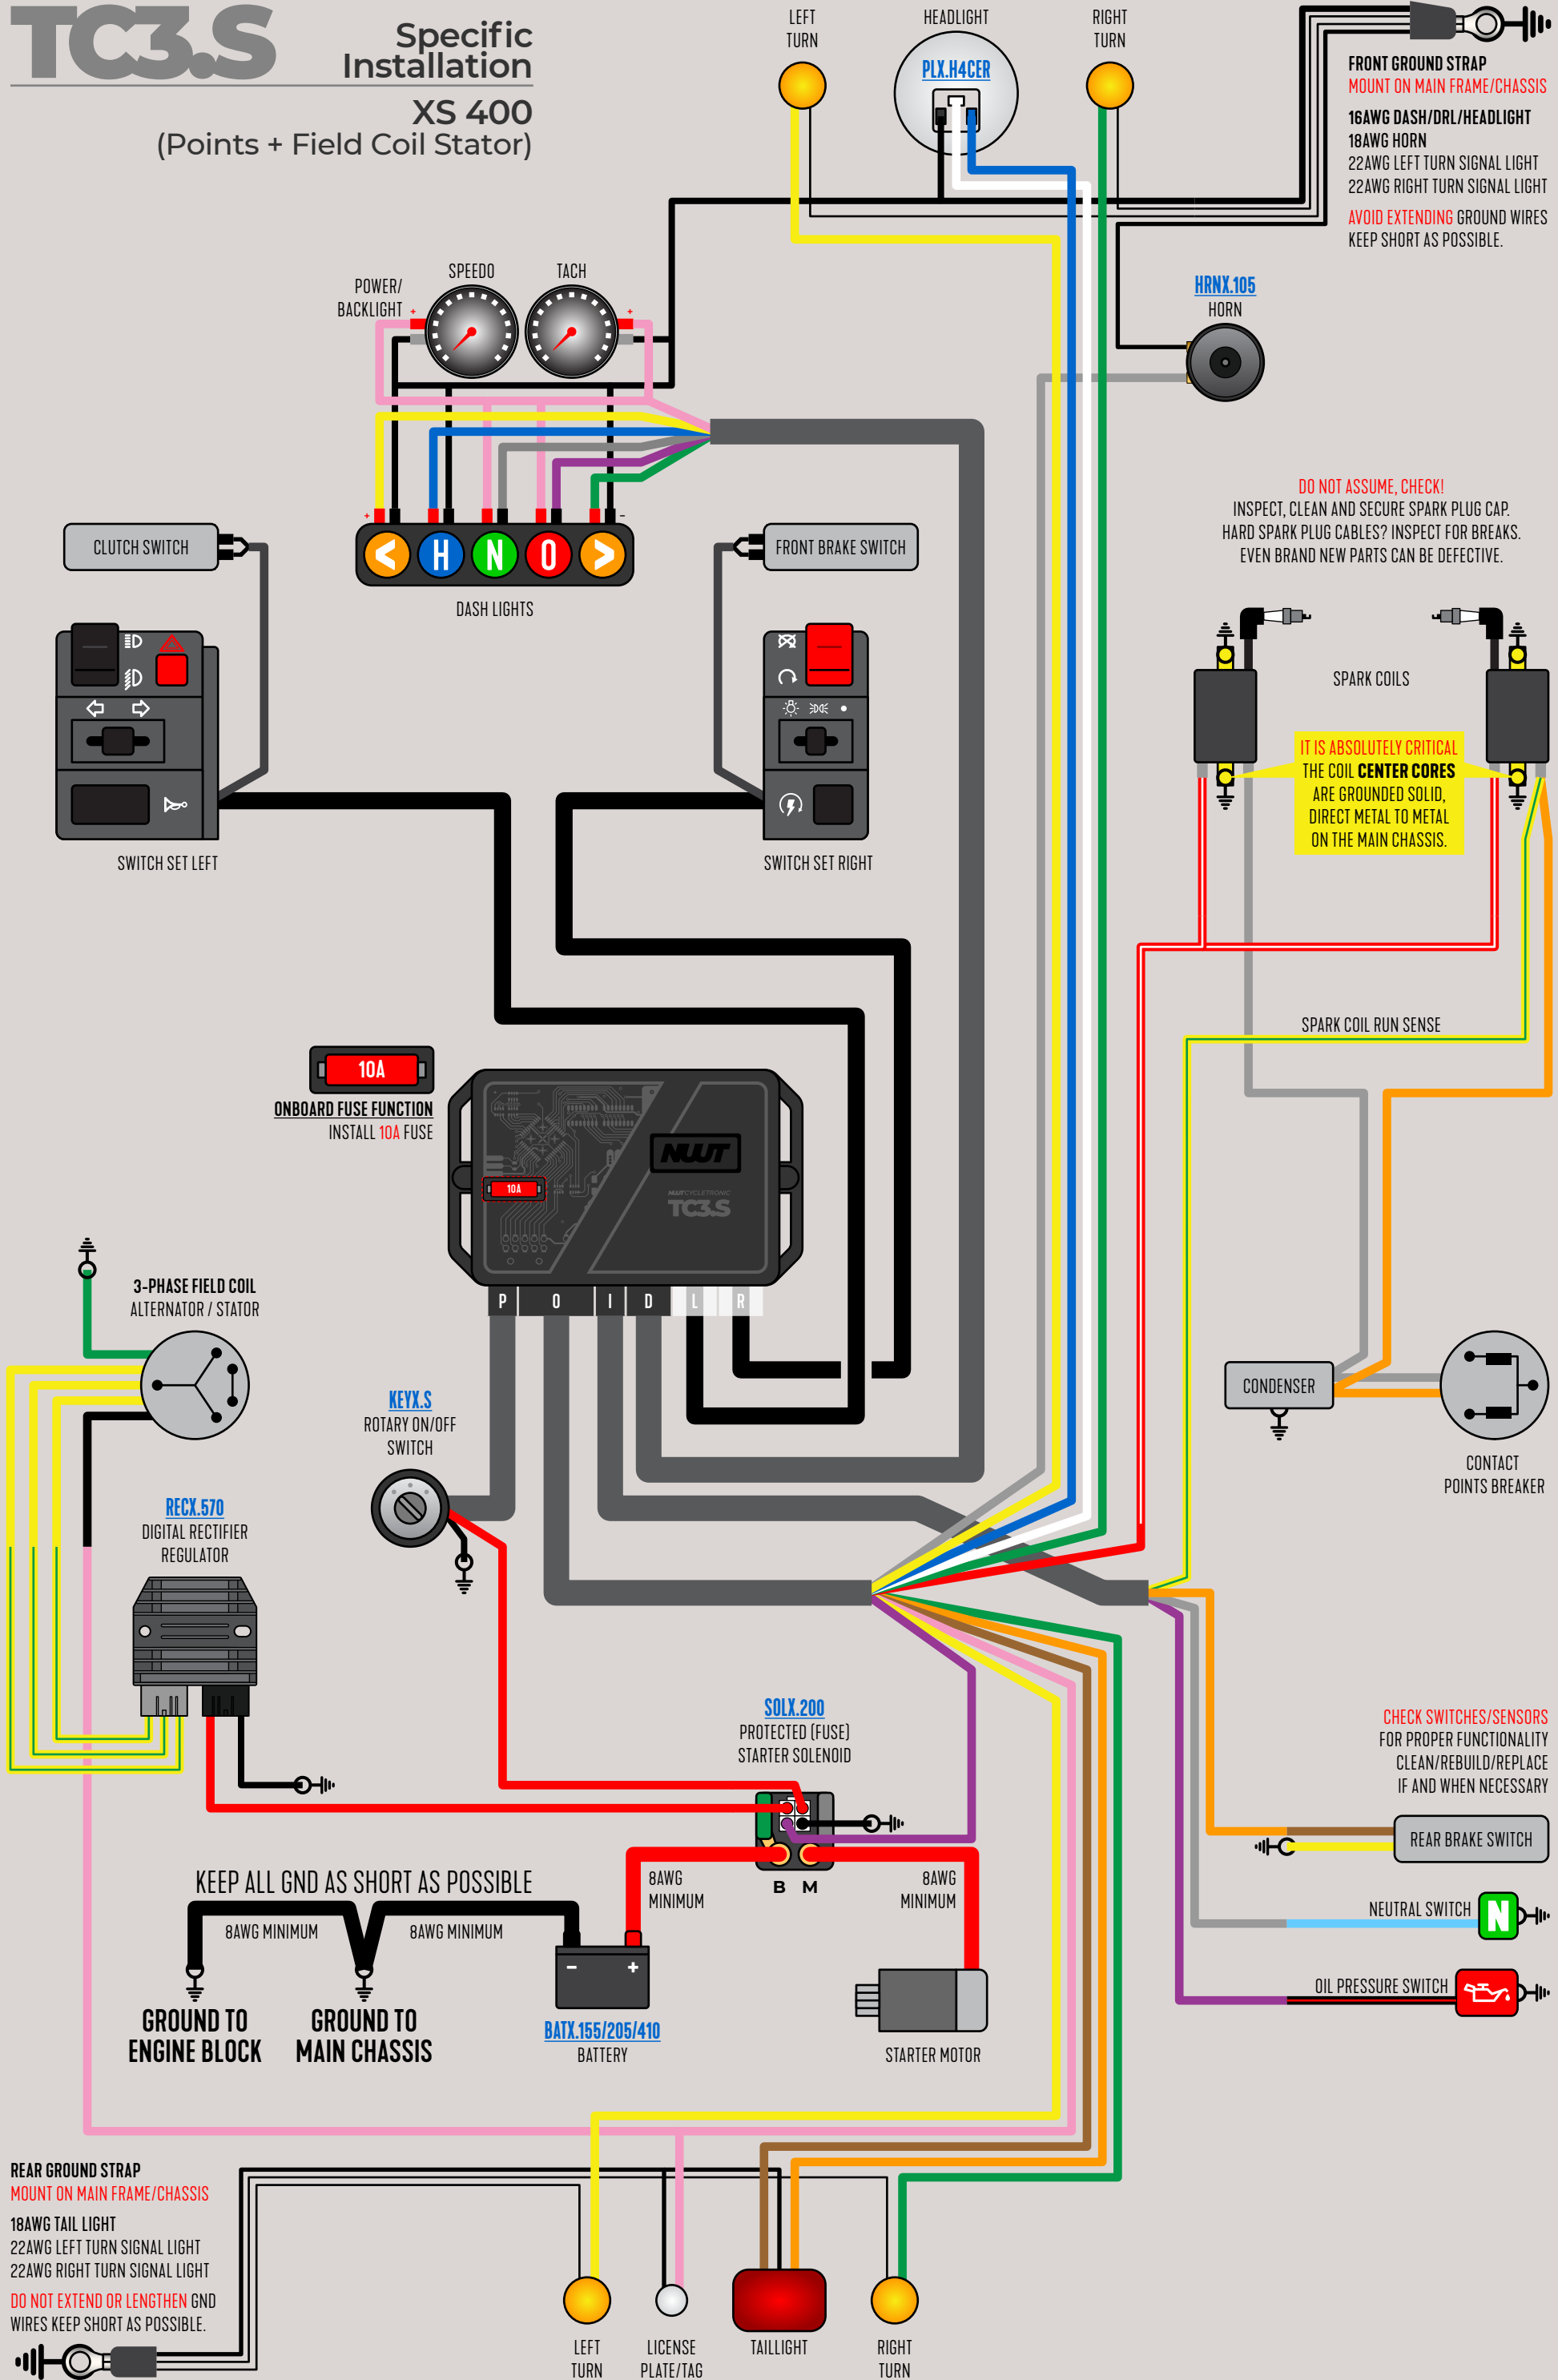 TC3.S
Specific
Installation
XS 400
(Points + Field Coil Stator)
LEFT
TURN
HEADLIGHT
PLX.H4CER
RIGHT
TURN
FRONT GROUND STRAP
MOUNT ON MAIN FRAME/CHASSIS
16AWG DASH/DRL/HEADLIGHT
18AWG HORN
22AWG LEFT TURN SIGNAL LIGHT
22AWG RIGHT TURN SIGNAL LIGHT
AVOID EXTENDING GROUND WIRES
KEEP SHORT AS POSSIBLE.
POWER/
BACKLIGHT
SPEEDO
TACH
+
+
HRNX.105
HORN
+
–
< H N O >
DASH LIGHTS
CLUTCH SWITCH
FRONT BRAKE SWITCH
SWITCH SET LEFT
SWITCH SET RIGHT
DO NOT ASSUME, CHECK!
INSPECT, CLEAN AND SECURE SPARK PLUG CAP.
HARD SPARK PLUG CABLES? INSPECT FOR BREAKS.
EVEN BRAND NEW PARTS CAN BE DEFECTIVE.
SPARK COILS
IT IS ABSOLUTELY CRITICAL
THE COIL CENTER CORES
ARE GROUNDED SOLID,
DIRECT METAL TO METAL
ON THE MAIN CHASSIS.
SPARK COIL RUN SENSE
10A
ONBOARD FUSE FUNCTION
INSTALL 10A FUSE
10A
NWT
NWT CYCLETRONIC
TC3.S
P O I D L R
3-PHASE FIELD COIL
ALTERNATOR / STATOR
KEYX.S
ROTARY ON/OFF
SWITCH
CONDENSER
CONTACT
POINTS BREAKER
RECX.570
DIGITAL RECTIFIER
REGULATOR
SOLX.200
PROTECTED (FUSE)
STARTER SOLENOID
B M
CHECK SWITCHES/SENSORS
FOR PROPER FUNCTIONALITY
CLEAN/REBUILD/REPLACE
IF AND WHEN NECESSARY
REAR BRAKE SWITCH
NEUTRAL SWITCH
N
OIL PRESSURE SWITCH
KEEP ALL GND AS SHORT AS POSSIBLE
8AWG MINIMUM
8AWG MINIMUM
8AWG
MINIMUM
8AWG
MINIMUM
GROUND TO
ENGINE BLOCK
GROUND TO
MAIN CHASSIS
– +
BATX.155/205/410
BATTERY
STARTER MOTOR
REAR GROUND STRAP
MOUNT ON MAIN FRAME/CHASSIS
18AWG TAIL LIGHT
22AWG LEFT TURN SIGNAL LIGHT
22AWG RIGHT TURN SIGNAL LIGHT
DO NOT EXTEND OR LENGTHEN GND
WIRES KEEP SHORT AS POSSIBLE.
LEFT
TURN
LICENSE
PLATE/TAG
TAILLIGHT
RIGHT
TURN